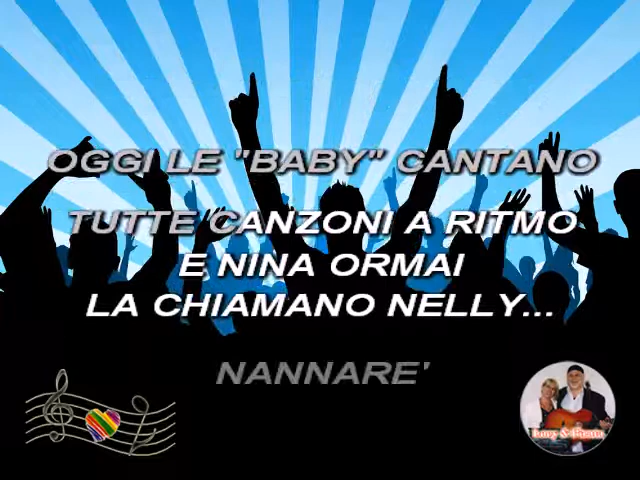 OGGI LE "BABY" CANTANO
TUTTE CANZONI A RITMO
E NINA ORMAI
LA CHIAMANO NELLY...
NANNARE'